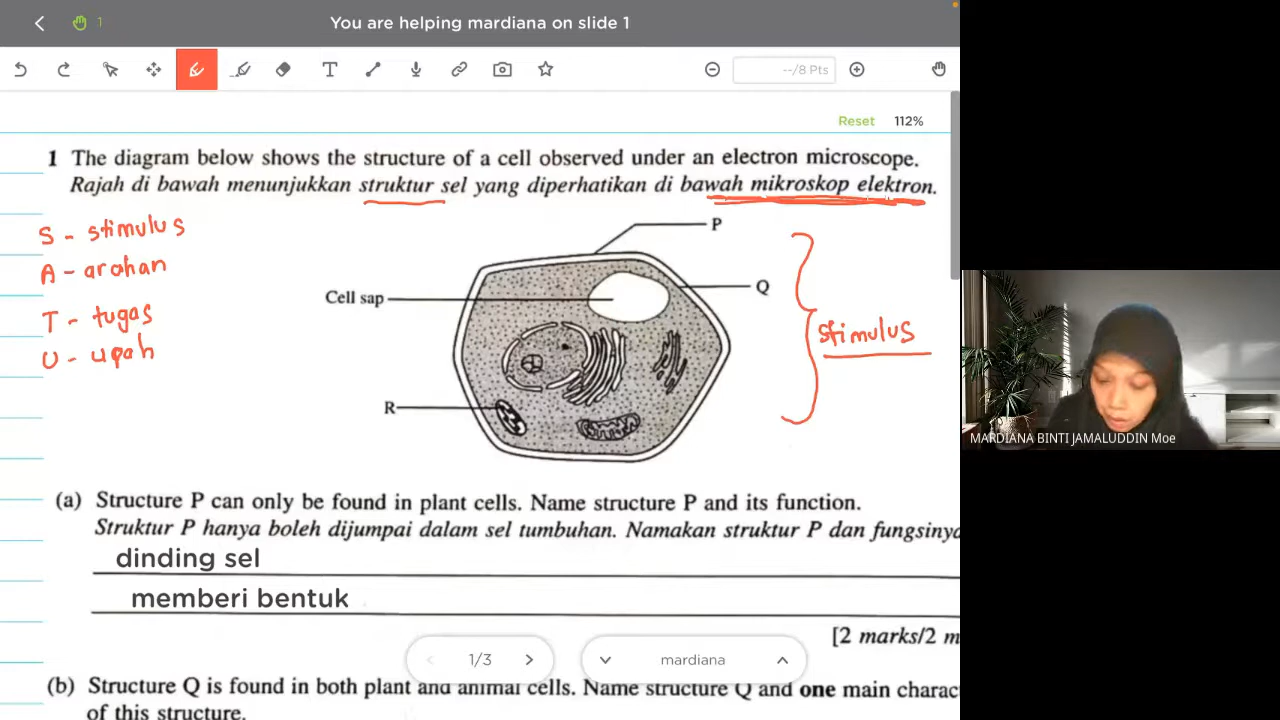 1
You are helping mardiana on slide 1
--/8 Pts
Reset 112%
1 The diagram below shows the structure of a cell observed under an electron microscope.
Rajah di bawah menunjukkan struktur sel yang diperhatikan di bawah mikroskop elektron.
S - stimulus
A - arahan
T - tugas
U - upah
P
Q
Cell sap
stimulus
R
(a) Structure P can only be found in plant cells. Name structure P and its function.
Struktur P hanya boleh dijumpai dalam sel tumbuhan. Namakan struktur P dan fungsinya
dinding sel
memberi bentuk
[2 marks/2 m
1/3
mardiana
(b) Structure Q is found in both plant and animal cells. Name structure Q and one main charac
of this structure.
MARDIANA BINTI JAMALUDDIN Moe